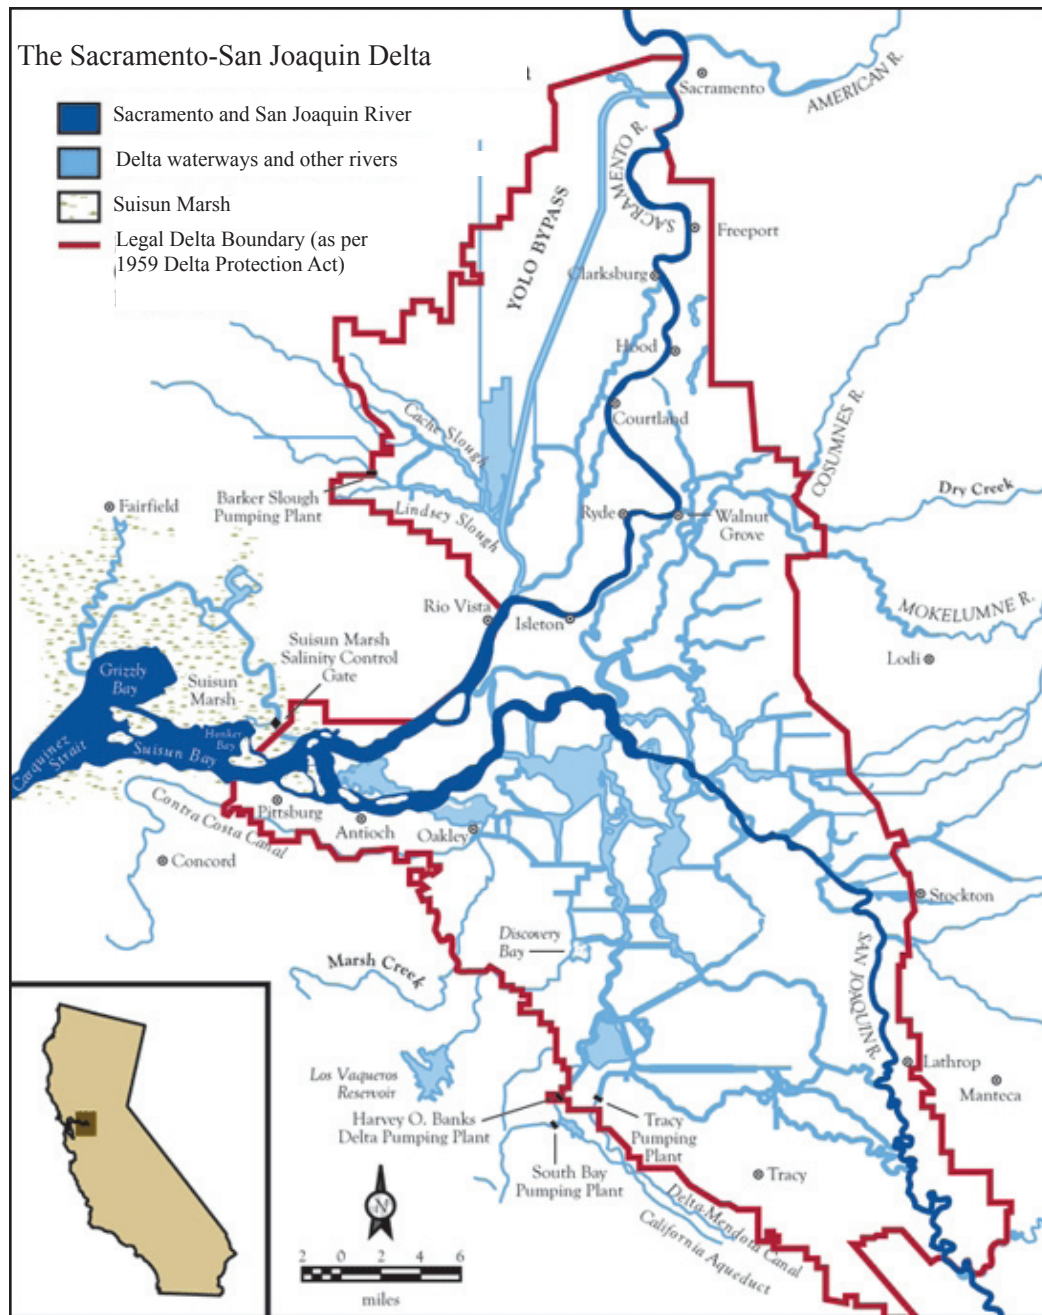 The Sacramento-San Joaquin Delta
Sacramento and San Joaquin River
Delta waterways and other rivers
Suisun Marsh
Legal Delta Boundary (as per
1959 Delta Protection Act)
Sacramento
AMERICAN R.
SACRAMENTO R.
YOLO BYPASS
Freeport
Clarksburg
Hood
Courtland
COSUMNES R.
Cache Slough
Barker Slough
Pumping Plant
Lindsey Slough
Dry Creek
Fairfield
Ryde
Walnut
Grove
MOKELUMNE R.
Rio Vista
Isleton
Suisun Marsh
Salinity Control
Gate
Lodi
Grizzly
Bay
Suisun
Marsh
Honker
Bay
Suisun Bay
Carquinez
Strait
Pittsburg
Contra Costa Canal
Antioch
Oakley
Concord
Stockton
Discovery
Bay
Marsh Creek
SAN JOAQUIN R.
Los Vaqueros
Reservoir
Lathrop
Manteca
Harvey O. Banks
Delta Pumping Plant
Tracy
Pumping
Plant
South Bay
Pumping Plant
Tracy
Delta-Mendota Canal
California Aqueduct
N
2 0 2 4 6
miles